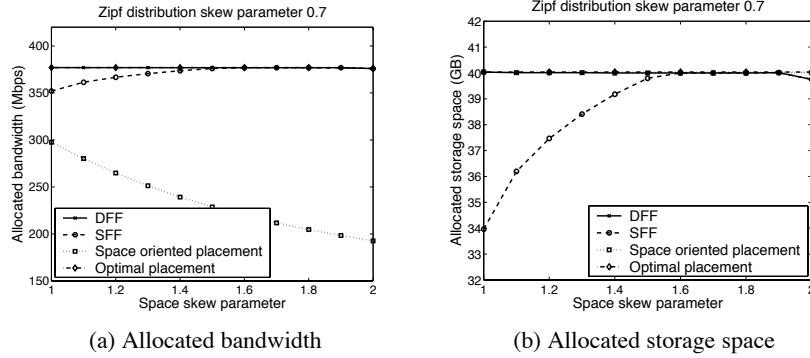 Zipf distribution skew parameter 0.7
400
350
300
250
200
150
Allocated bandwidth (Mbps)
DFF
SFF
Space oriented placement
Optimal placement
1 1.2 1.4 1.6 1.8 2
Space skew parameter
(a) Allocated bandwidth
Zipf distribution skew parameter 0.7
42
41
40
39
38
37
36
35
34
33
32
Allocated storage space (GB)
DFF
SFF
Space oriented placement
Optimal placement
1 1.2 1.4 1.6 1.8 2
Space skew parameter
(b) Allocated storage space